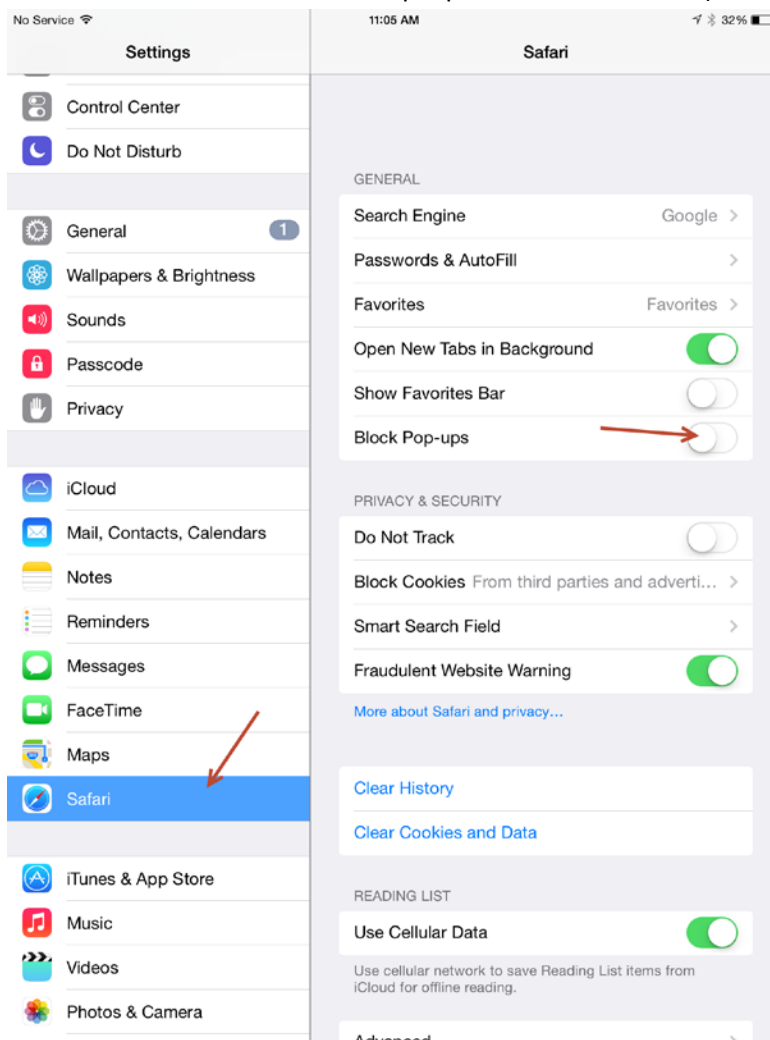 No Service
11:05 AM
32%
Settings
Safari
Control Center
Do Not Disturb
General 1
Wallpapers & Brightness
Sounds
Passcode
Privacy
iCloud
Mail, Contacts, Calendars
Notes
Reminders
Messages
FaceTime
Maps
Safari
iTunes & App Store
Music
Videos
Photos & Camera
GENERAL
Search Engine Google
Passwords & AutoFill
Favorites Favorites
Open New Tabs in Background
Show Favorites Bar
Block Pop-ups
PRIVACY & SECURITY
Do Not Track
Block Cookies From third parties and adverti...
Smart Search Field
Fraudulent Website Warning
More about Safari and privacy...
Clear History
Clear Cookies and Data
READING LIST
Use Cellular Data
Use cellular network to save Reading List items from
iCloud for offline reading.
Advanced